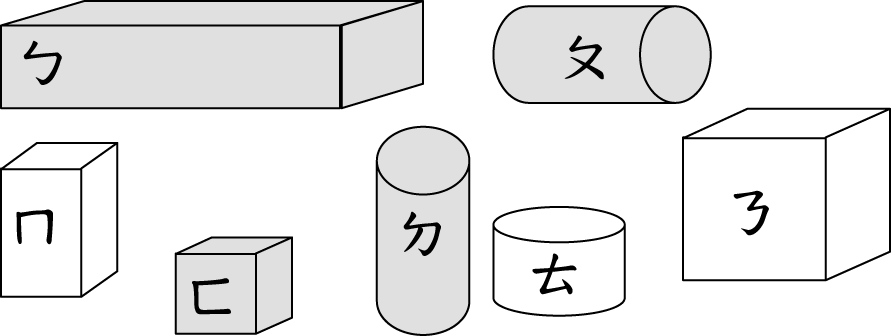 ㄅ
ㄆ
ㄇ
ㄈ
ㄉ
ㄊ
ㄋ